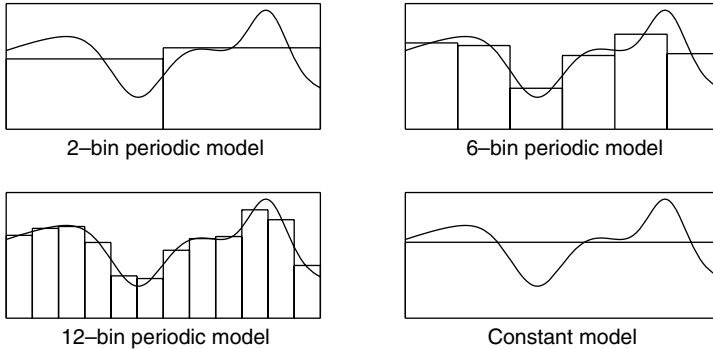 2–bin periodic model
6–bin periodic model
12–bin periodic model
Constant model